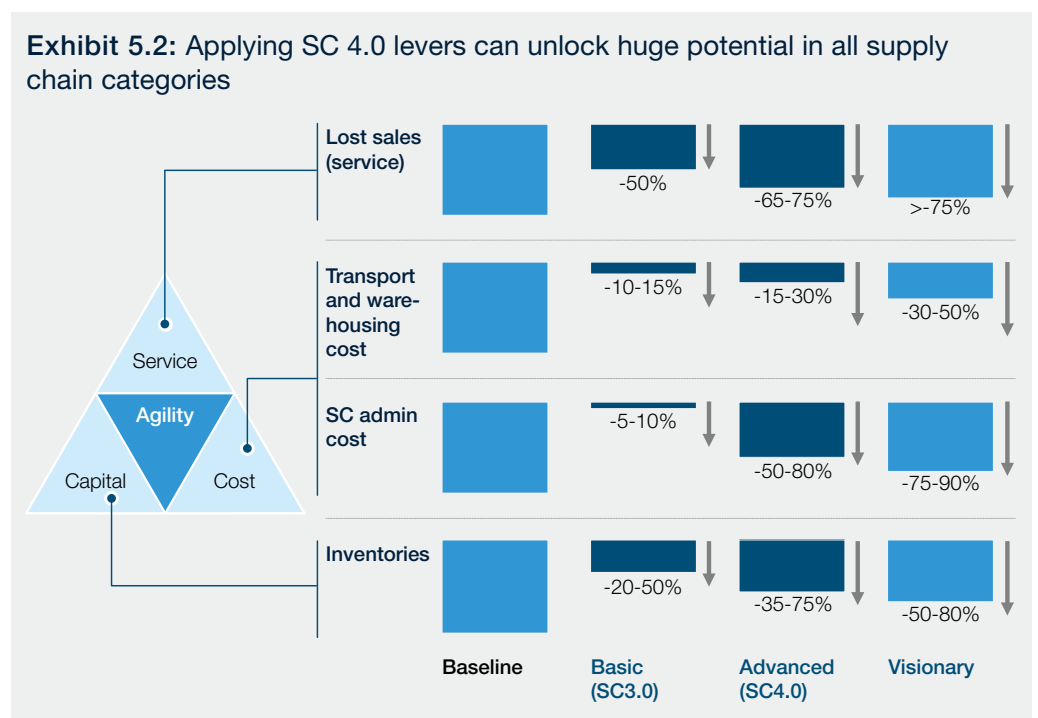 Exhibit 5.2: Applying SC 4.0 levers can unlock huge potential in all supply
chain categories
Service
Agility
Capital
Cost
Lost sales
(service)
-50%
-65-75%
>-75%
Transport
and ware-
housing
cost
-10-15%
-15-30%
-30-50%
SC admin
cost
-5-10%
-50-80%
-75-90%
Inventories
-20-50%
-35-75%
-50-80%
Baseline
Basic
(SC3.0)
Advanced
(SC4.0)
Visionary